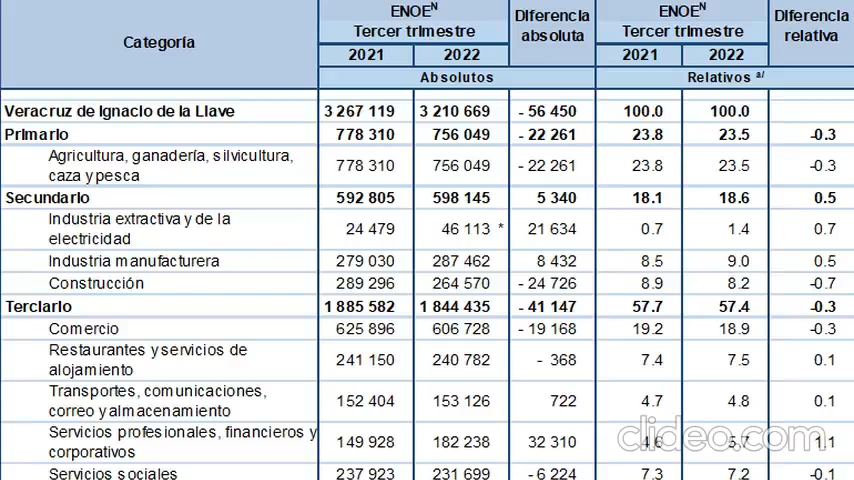 Categoría ENOEᴺ Diferencia absoluta ENOEᴺ Diferencia relativa
Tercer trimestre Tercer trimestre
2021 2022 2021 2022
Absolutos Relativos a/
Veracruz de Ignacio de la Llave 3 267 119 3 210 669 - 56 450 100.0 100.0
Primario 778 310 756 049 - 22 261 23.8 23.5 -0.3
Agricultura, ganadería, silvicultura,
caza y pesca 778 310 756 049 - 22 261 23.8 23.5 -0.3
Secundario 592 805 598 145 5 340 18.1 18.6 0.5
Industria extractiva y de la
electricidad 24 479 46 113 * 21 634 0.7 1.4 0.7
Industria manufacturera 279 030 287 462 8 432 8.5 9.0 0.5
Construcción 289 296 264 570 - 24 726 8.9 8.2 -0.7
Terciario 1 885 582 1 844 435 - 41 147 57.7 57.4 -0.3
Comercio 625 896 606 728 - 19 168 19.2 18.9 -0.3
Restaurantes y servicios de
alojamiento 241 150 240 782 - 368 7.4 7.5 0.1
Transportes, comunicaciones,
correo y almacenamiento 152 404 153 126 722 4.7 4.8 0.1
Servicios profesionales, financieros y
corporativos 149 928 182 238 32 310 4.6 5.7 1.1
Servicios sociales 237 923 231 699 - 6 224 7.3 7.2 -0.1
clideo.com